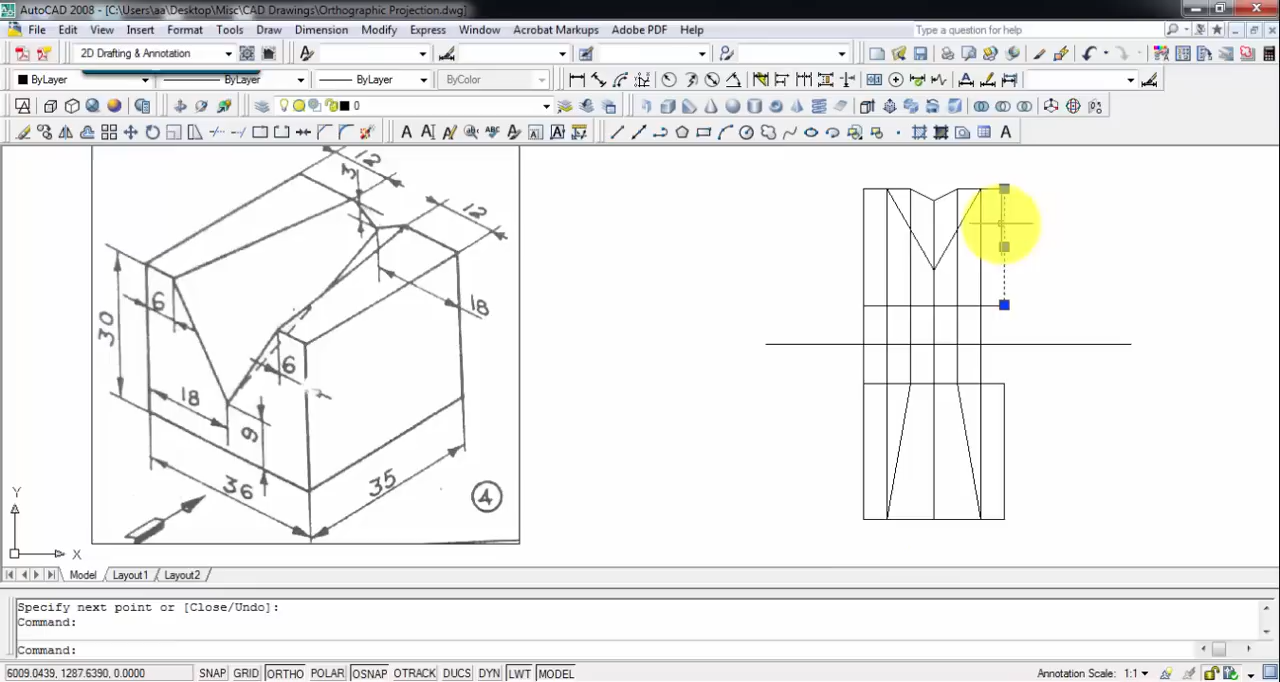 AutoCAD 2008 - [C:\Users\aa\Desktop\Misc\CAD Drawings\Orthographic Projection.dwg]
File Edit View Insert Format Tools Draw Dimension Modify Express Window Acrobat Markups Adobe PDF Help
Type a question for help
2D Drafting & Annotation
ByLayer ByLayer ByLayer ByColor
0
12
3
12
6
18
30
6
18
9
36
35
4
Y
X
Model Layout1 Layout2
Specify next point or [Close/Undo]:
Command:
Command:
6009.0439, 1287.6390, 0.0000 SNAP GRID ORTHO POLAR OSNAP OTRACK DUCS DYN LWT MODEL Annotation Scale: 1:1